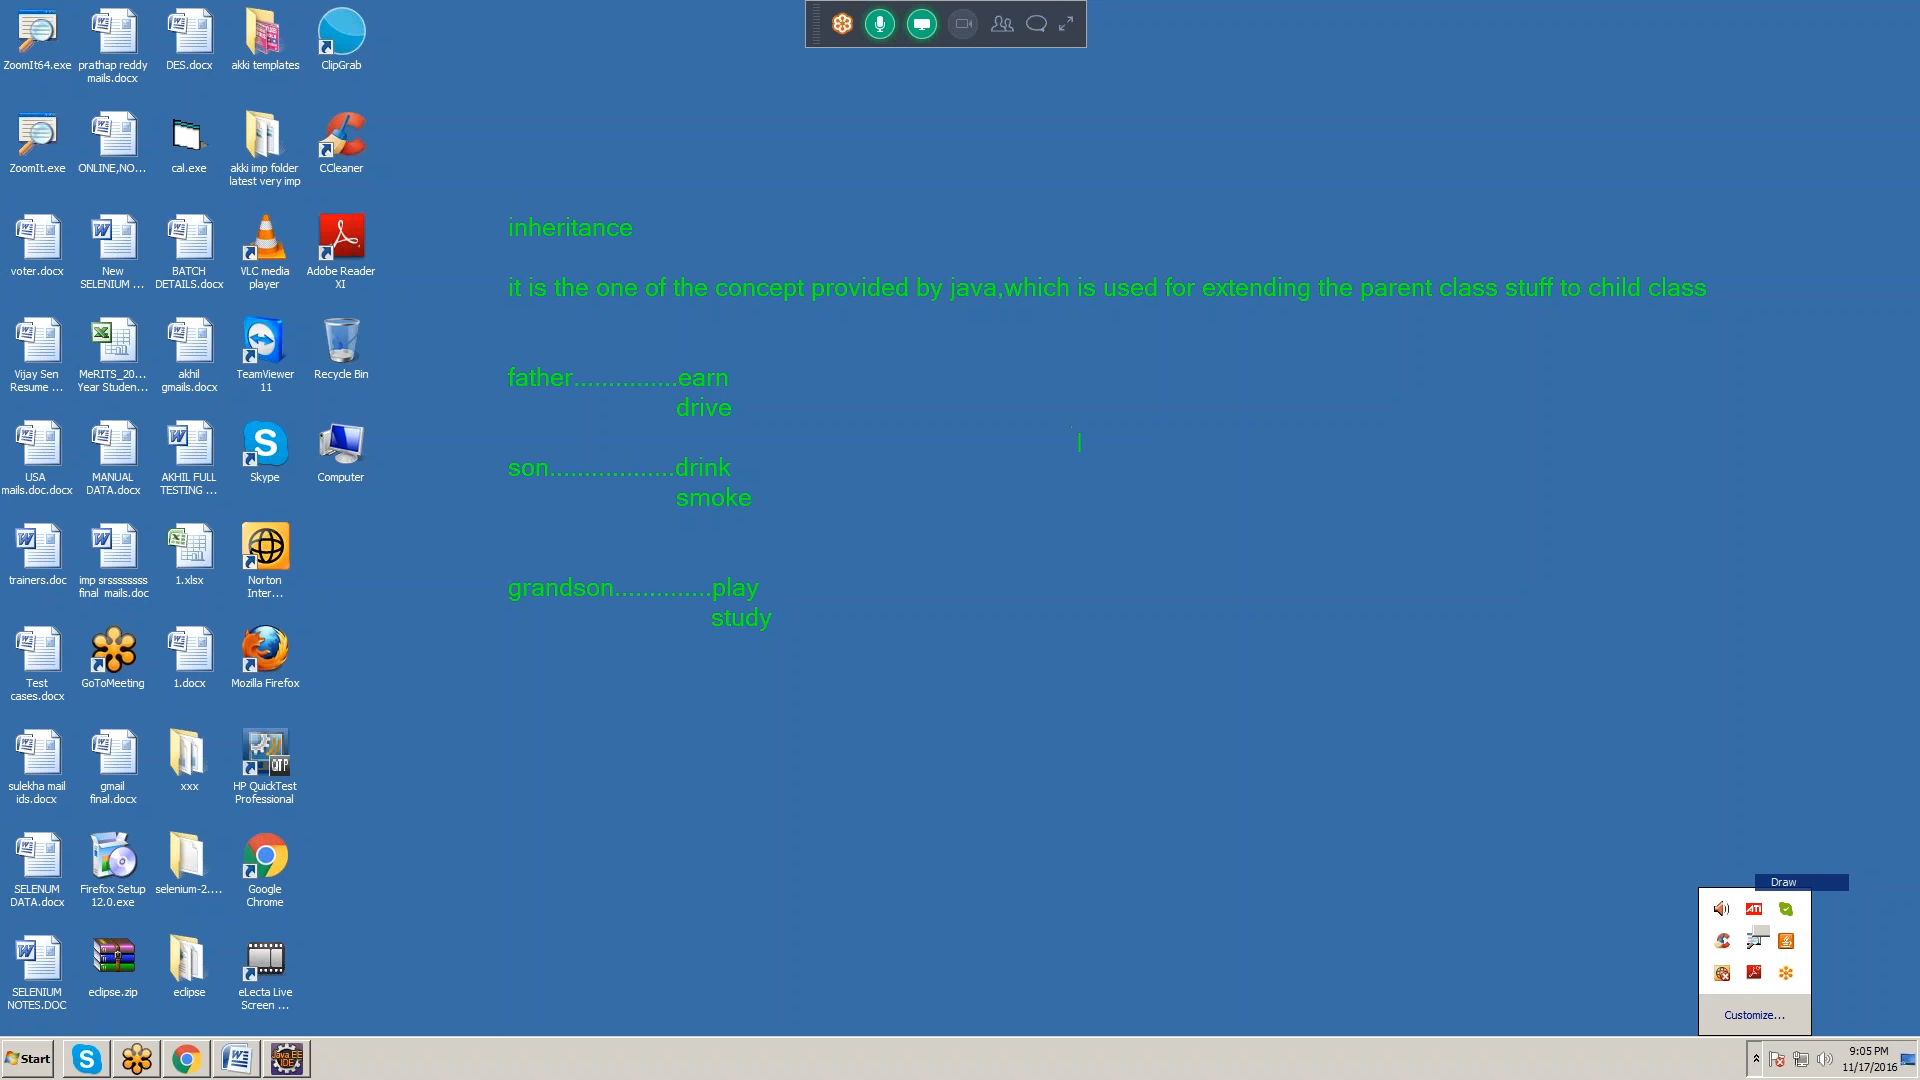 ZoomIt64.exe
prathap reddy
mails.docx
DES.docx
akki templates
ClipGrab
ZoomIt.exe
ONLINE,NO...
cal.exe
akki imp folder
latest very imp
CCleaner
voter.docx
New
SELENIUM ...
BATCH
DETAILS.docx
VLC media
player
Adobe Reader
XI
Vijay Sen
Resume ...
MeRITS_20...
Year Studen...
akhil
gmails.docx
TeamViewer
11
Recycle Bin
USA
mails.doc.docx
MANUAL
DATA.docx
AKHIL FULL
TESTING ...
Skype
Computer
trainers.doc
imp srsssssss
final mails.doc
1.xlsx
Norton
Inter...
Test
cases.docx
GoToMeeting
1.docx
Mozilla Firefox
sulekha mail
ids.docx
gmail
final.docx
xxx
HP QuickTest
Professional
QTP
SELENUM
DATA.docx
Firefox Setup
12.0.exe
selenium-2....
Google
Chrome
SELENIUM
NOTES.DOC
eclipse.zip
eclipse
eLecta Live
Screen ...
inheritance
it is the one of the concept provided by java,which is used for extending the parent class stuff to child class
father...............earn
drive
son..................drink
smoke
grandson..............play
study
Draw
ATI
Customize...
Start
Java EE
IDE
9:05 PM
11/17/2016